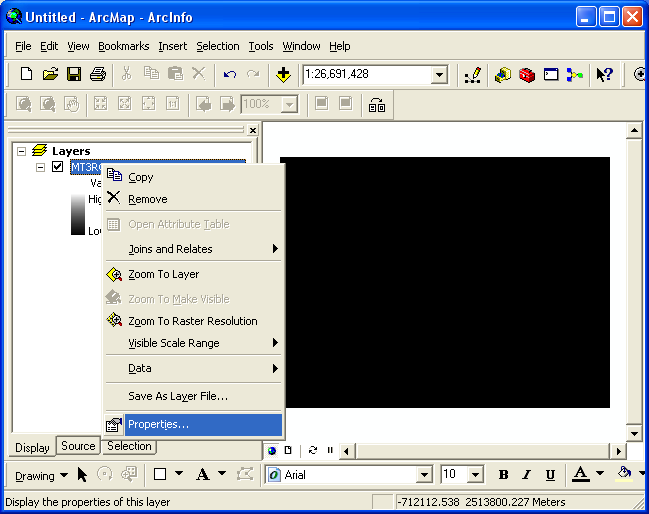 Untitled - ArcMap - ArcInfo
File Edit View Bookmarks Insert Selection Tools Window Help
1:26,691,428
1:1 100%
Layers
MT3R
Va
Hig
Lov
Copy
Remove
Open Attribute Table
Joins and Relates
Zoom To Layer
Zoom To Make Visible
Zoom To Raster Resolution
Visible Scale Range
Data
Save As Layer File...
Properties...
Display Source Selection
Drawing A Arial 10 B I U A
Display the properties of this layer -712112.538 2513800.227 Meters